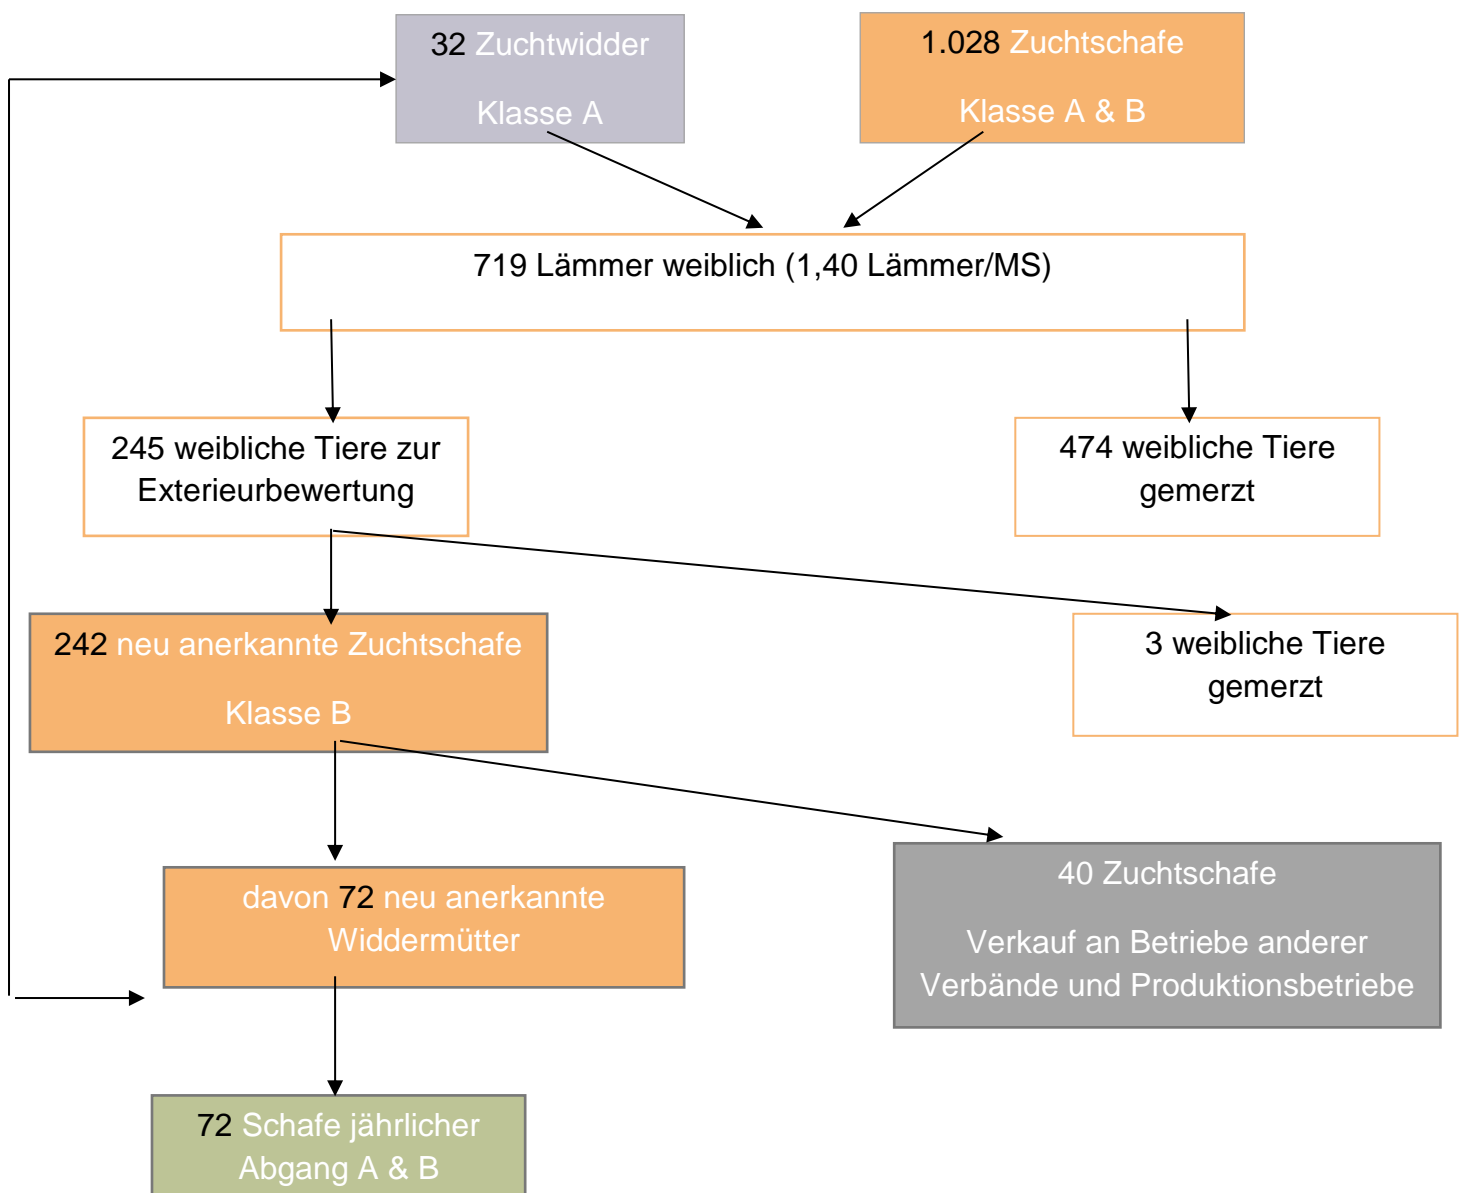 32 Zuchtwidder
Klasse A
1.028 Zuchtschafe
Klasse A & B
719 Lämmer weiblich (1,40 Lämmer/MS)
245 weibliche Tiere zur
Exterieurbewertung
474 weibliche Tiere
gemerzt
242 neu anerkannte Zuchtschafe
Klasse B
3 weibliche Tiere
gemerzt
davon 72 neu anerkannte
Widdermütter
40 Zuchtschafe
Verkauf an Betriebe anderer
Verbände und Produktionsbetriebe
72 Schafe jährlicher
Abgang A & B